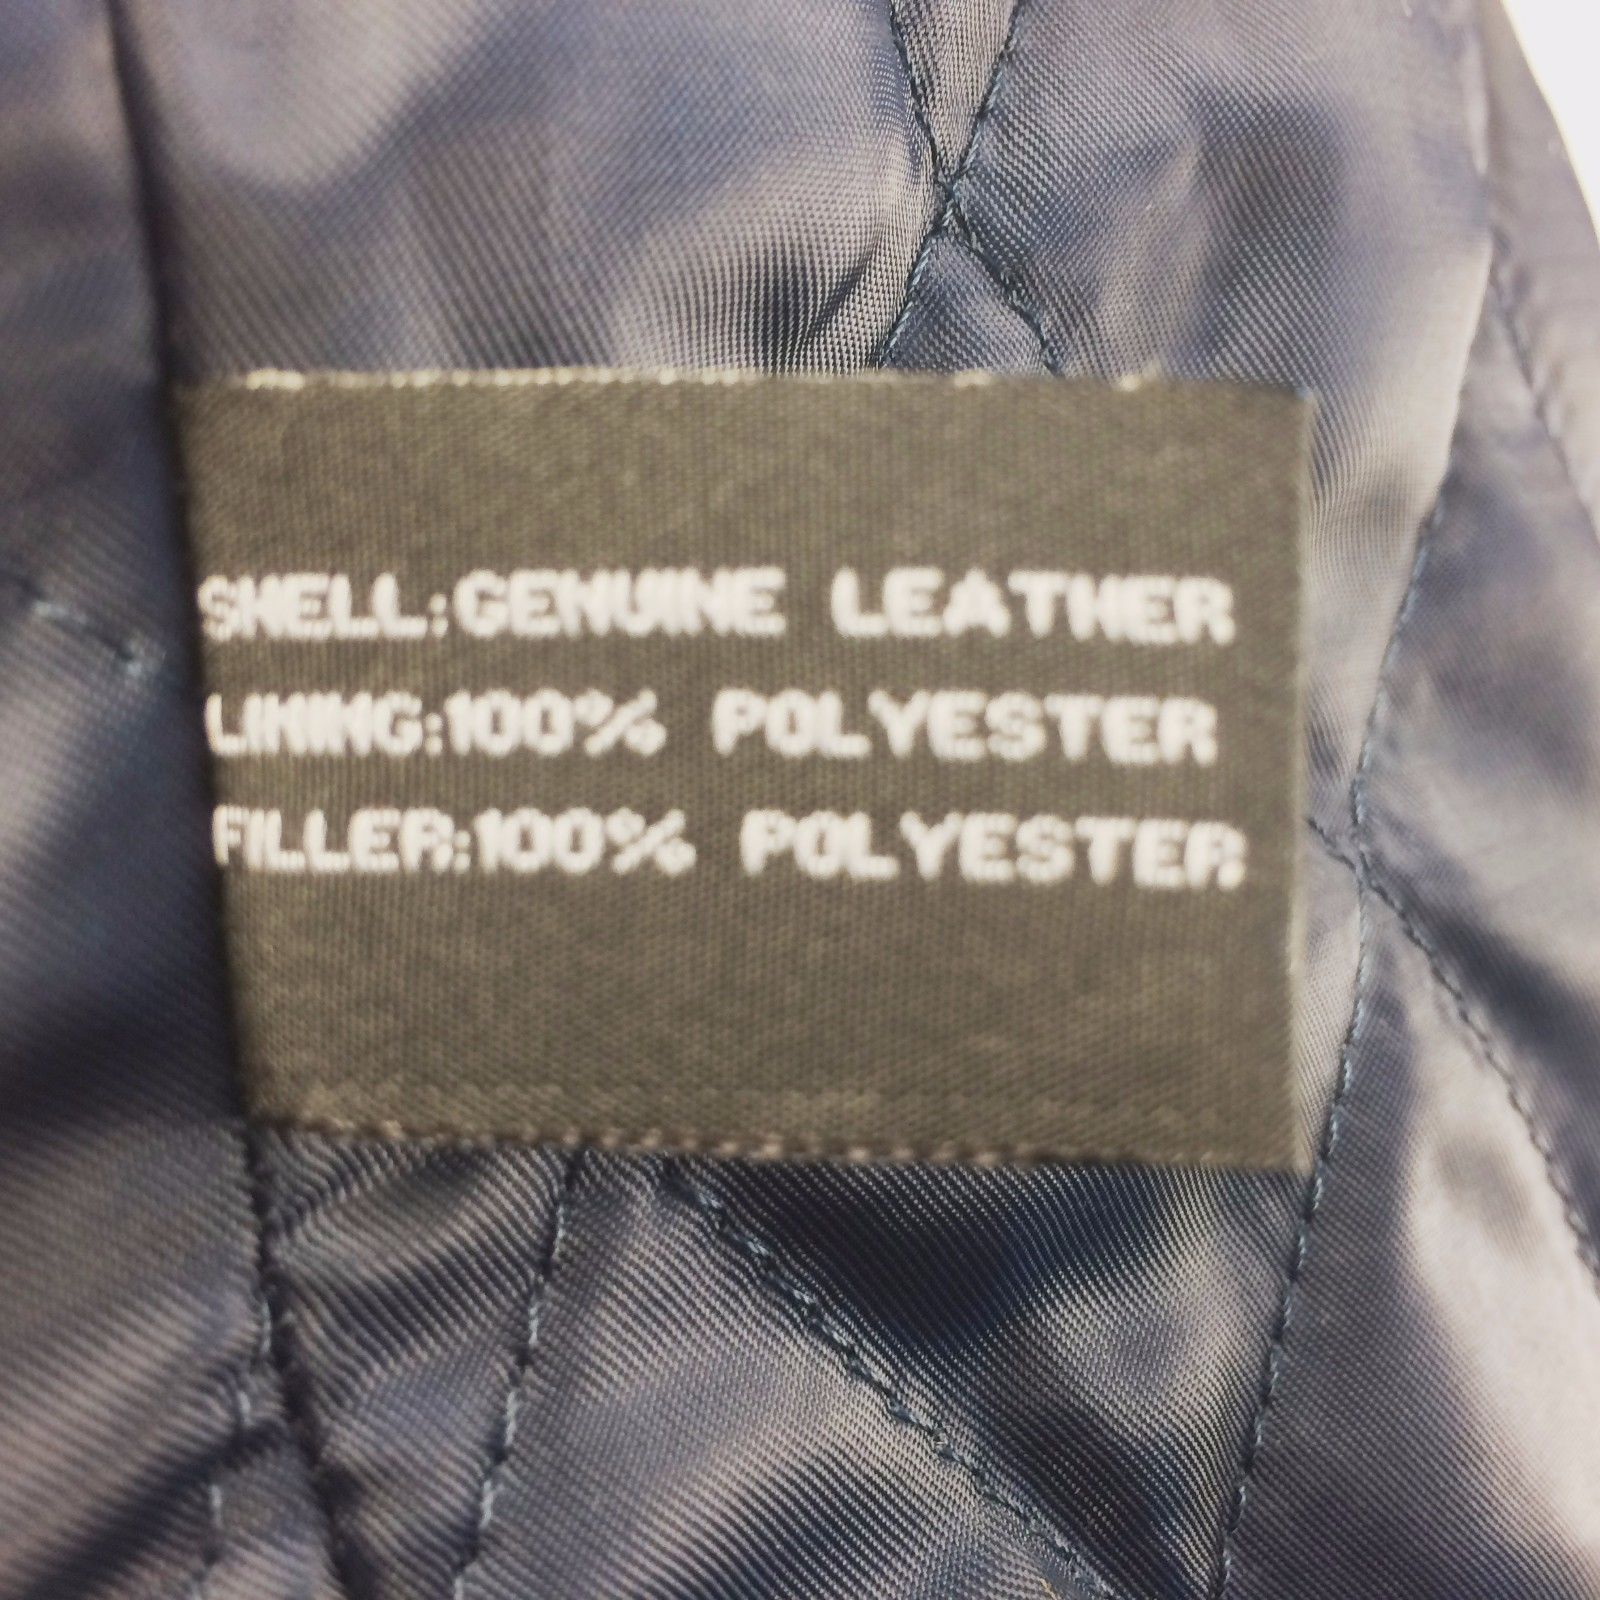 SHELL:GENUINE LEATHER
LINING:100% POLYESTER
FILLER:100% POLYESTER